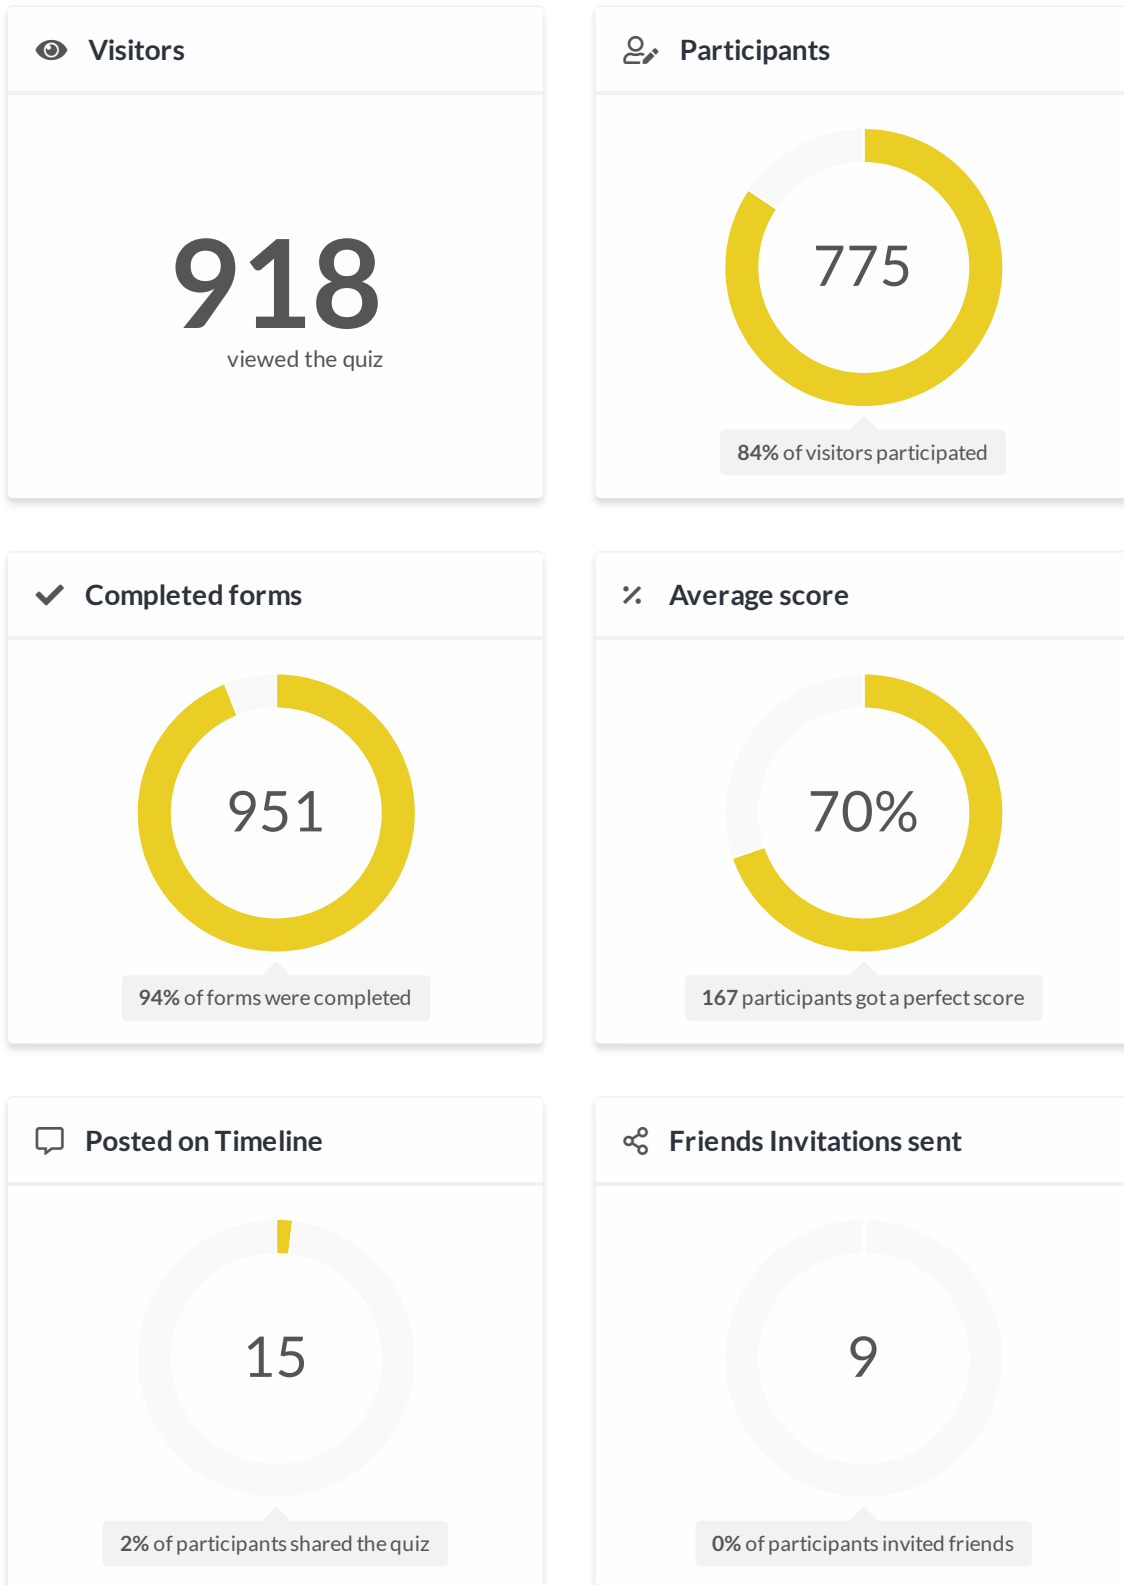 Visitors
918
viewed the quiz
Participants
775
84% of visitors participated
Completed forms
951
94% of forms were completed
Average score
70%
167 participants got a perfect score
Posted on Timeline
15
2% of participants shared the quiz
Friends Invitations sent
9
0% of participants invited friends